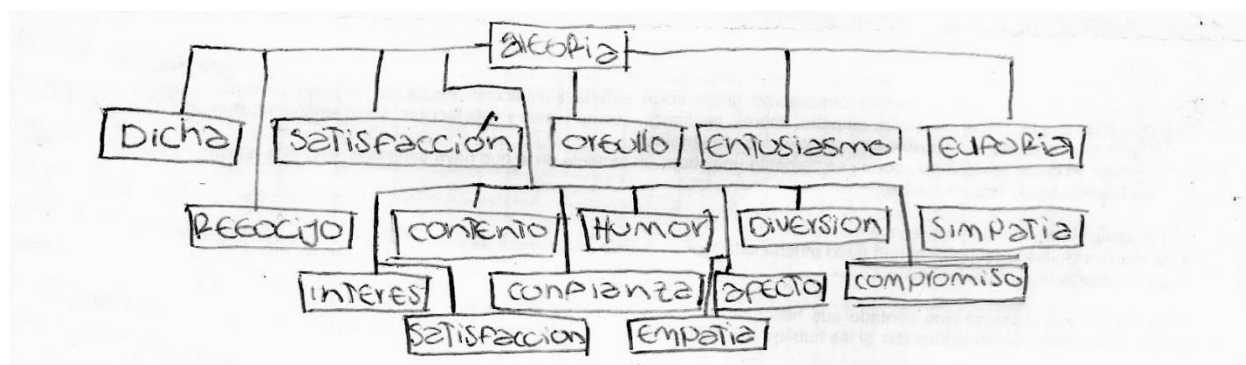 alegria
Dicha satisfacción orgullo entusiasmo euforia
Regocijo contento Humor Diversion simpatia
interes confianza afecto compromiso
satisfaccion empatia